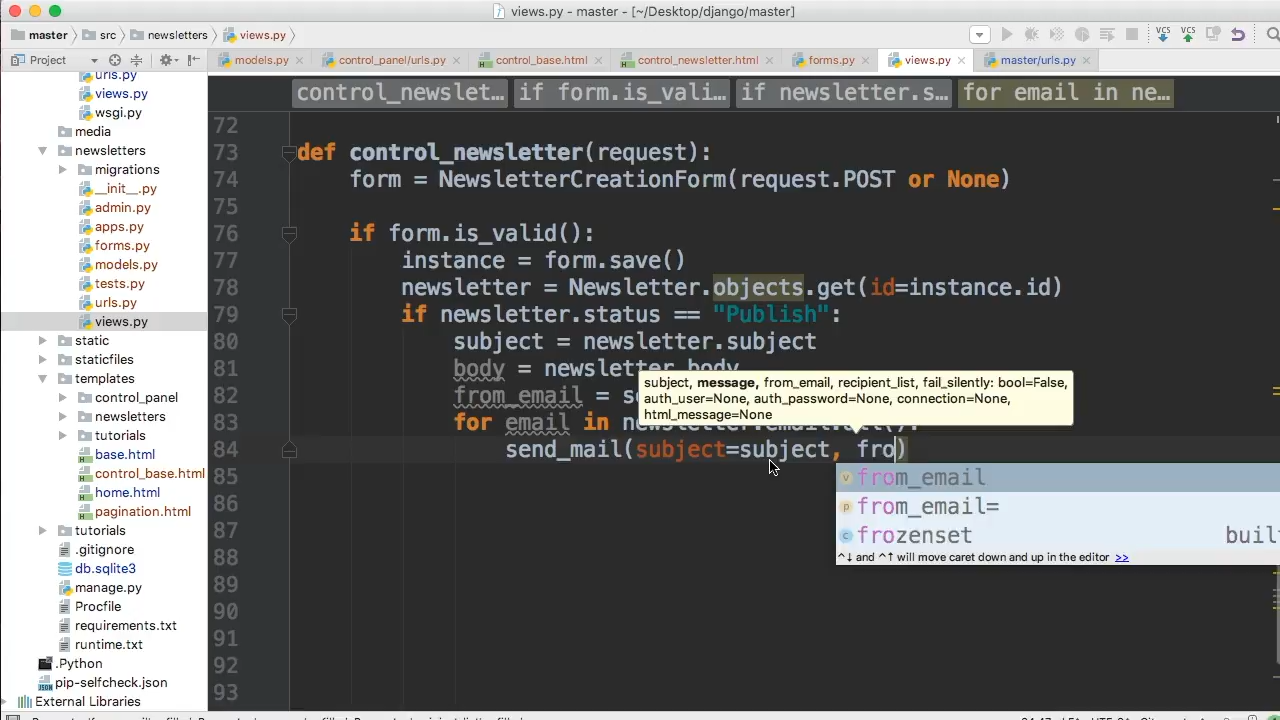 views.py - master - [~/Desktop/django/master]
master src newsletters views.py
Project
models.py control_panel/urls.py control_base.html control_newsletter.html forms.py views.py master/urls.py
control_newslet… if form.is_vali… if newsletter.s… for email in ne…
urls.py
views.py
wsgi.py
media
newsletters
migrations
__init__.py
admin.py
apps.py
forms.py
models.py
tests.py
urls.py
views.py
static
staticfiles
templates
control_panel
newsletters
tutorials
base.html
control_base.html
home.html
pagination.html
tutorials
.gitignore
db.sqlite3
manage.py
Procfile
requirements.txt
runtime.txt
.Python
pip-selfcheck.json
External Libraries
72
73 def control_newsletter(request):
74 form = NewsletterCreationForm(request.POST or None)
75
76 if form.is_valid():
77 instance = form.save()
78 newsletter = Newsletter.objects.get(id=instance.id)
79 if newsletter.status == "Publish":
80 subject = newsletter.subject
81 body = newsletter.body
82 from_email =
83 for email in
84 send_mail(subject=subject, fro)
85
86
87
88
89
90
91
92
93
subject, message, from_email, recipient_list, fail_silently: bool=False,
auth_user=None, auth_password=None, connection=None,
html_message=None
from_email
from_email=
frozenset built
^↓ and ^↑ will move caret down and up in the editor >>